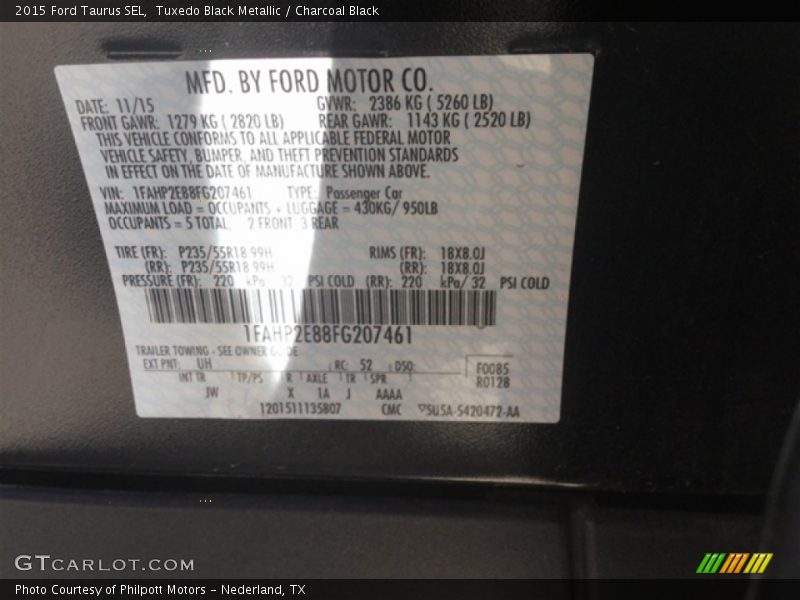 2015 Ford Taurus SEL,  Tuxedo Black Metallic / Charcoal Black
MFD. BY FORD MOTOR CO.
DATE: 11/15 GVWR: 2386 KG ( 5260 LB)
FRONT GAWR: 1279 KG ( 2820 LB) REAR GAWR: 1143 KG ( 2520 LB)
THIS VEHICLE CONFORMS TO ALL APPLICABLE FEDERAL MOTOR
VEHICLE SAFETY, BUMPER, AND THEFT PREVENTION STANDARDS
IN EFFECT ON THE DATE OF MANUFACTURE SHOWN ABOVE.
VIN: 1FAHP2E88FG207461 TYPE: Passenger Car
MAXIMUM LOAD = OCCUPANTS + LUGGAGE = 430KG/ 950LB
OCCUPANTS = 5 TOTAL 2 FRONT 3 REAR
TIRE (FR): P235/55R18 99H RIMS (FR): 18X8.0J
(RR): P235/55R18 99H (RR): 18X8.0J
PRESSURE (FR): 220 kPa 32 PSI COLD (RR): 220 kPa/ 32 PSI COLD
1FAHP2E88FG207461
TRAILER TOWING - SEE OWNER GUIDE
EXT PNT: UH RC: 52 DSO: F0085
INT TR TP/PS R AXLE TR SPR R0128
JW X 1A J AAAA
1201511135807 CMC ▽SU5A-5420472-AA
GTCARLOT.COM
Photo Courtesy of Philpott Motors - Nederland, TX